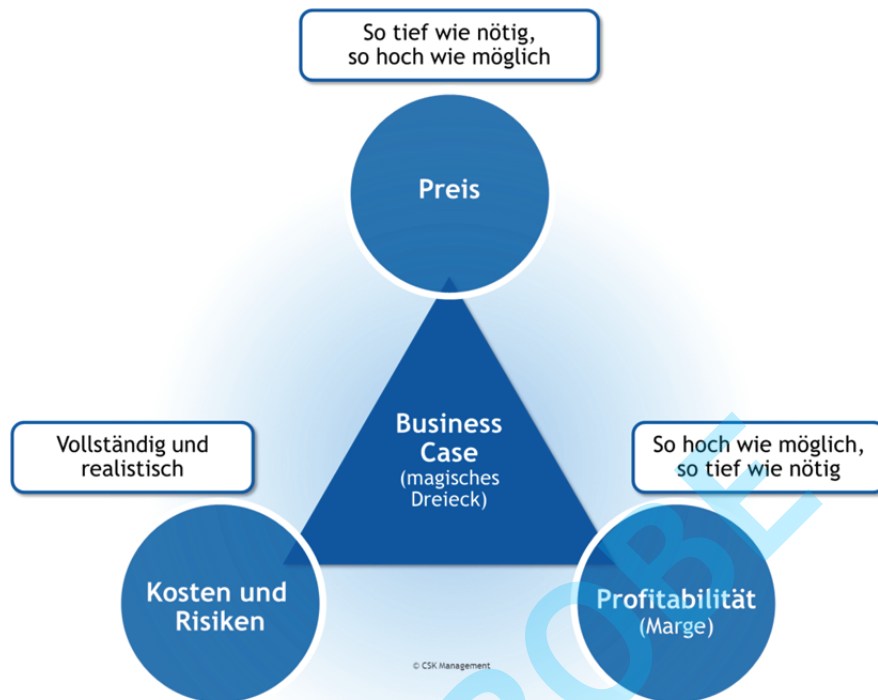 So tief wie nötig,
so hoch wie möglich
Preis
Business
Case
(magisches
Dreieck)
Vollständig und
realistisch
So hoch wie möglich,
so tief wie nötig
Kosten und
Risiken
Profitabilität
(Marge)
© CSK Management
OBE